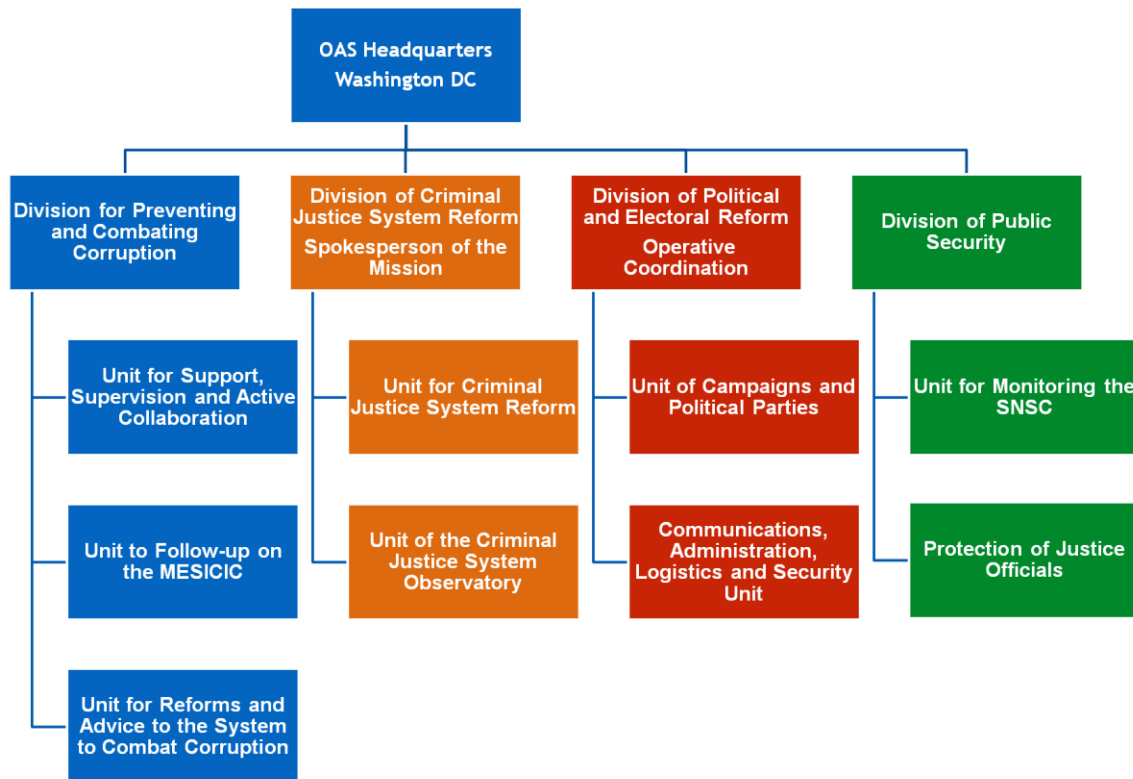 OAS Headquarters
Washington DC
Division for Preventing
and Combating
Corruption
Division of Criminal
Justice System Reform
Spokesperson of the
Mission
Division of Political
and Electoral Reform
Operative
Coordination
Division of Public
Security
Unit for Support,
Supervision and Active
Collaboration
Unit for Criminal
Justice System Reform
Unit of Campaigns and
Political Parties
Unit for Monitoring the
SNSC
Unit to Follow-up on
the MESICIC
Unit of the Criminal
Justice System
Observatory
Communications,
Administration,
Logistics and Security
Unit
Protection of Justice
Officials
Unit for Reforms and
Advice to the System
to Combat Corruption